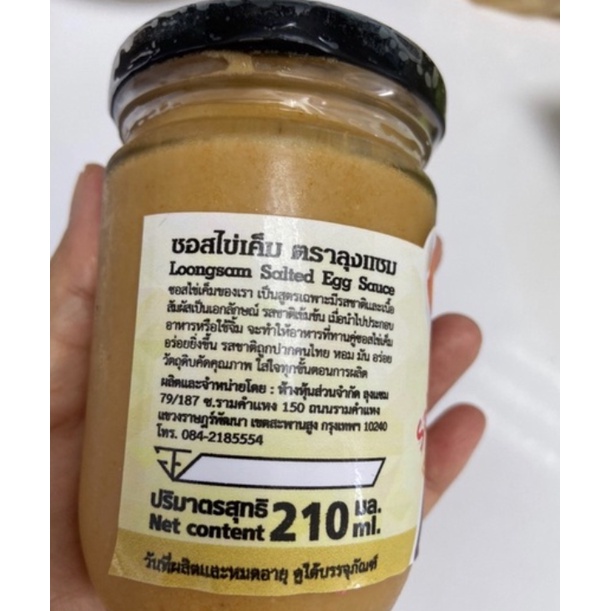 ซอสไข่เค็ม ตราลุงแซม
Loongsam Salted Egg Sauce
ซอสไข่เค็มของเรา เป็นสูตรเฉพาะมีรสชาติและเนื้อ
สัมผัสเป็นเอกลักษณ์ รสชาติเข้มข้น เมื่อนำไปประกอบ
อาหารหรือใช้จิ้ม จะทำให้อาหารที่ทานคู่ซอสไข่เค็ม
อร่อยยิ่งขึ้น รสชาติถูกปากคนไทย หอม มัน อร่อย
วัตถุดิบคัดคุณภาพ ใส่ใจทุกขั้นตอนการผลิต
ผลิตและจำหน่ายโดย : ห้างหุ้นส่วนจำกัด ลุงแซม
79/187 ซ.รามคำแหง 150 ถนนรามคำแหง
แขวงราษฎร์พัฒนา เขตสะพานสูง กรุงเทพฯ 10240
โทร. 084-2185554
ปริมาตรสุทธิ 210 มล.
Net content ml.
วันที่ผลิตและหมดอายุ ดูได้บรรจุภัณฑ์